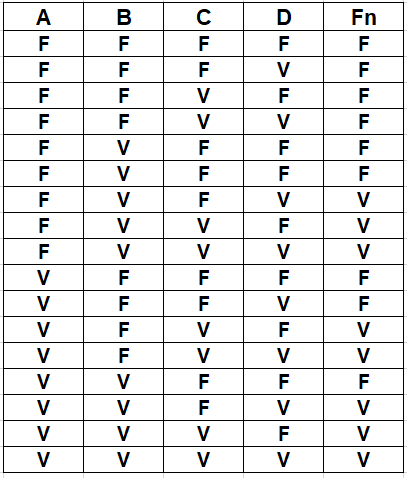 A B C D Fn
F F F F F
F F F V F
F F V F F
F F V V F
F V F F F
F V F F F
F V F V V
F V V F V
F V V V V
V F F F F
V F F V F
V F V F V
V F V V V
V V F F F
V V F V V
V V V F V
V V V V V